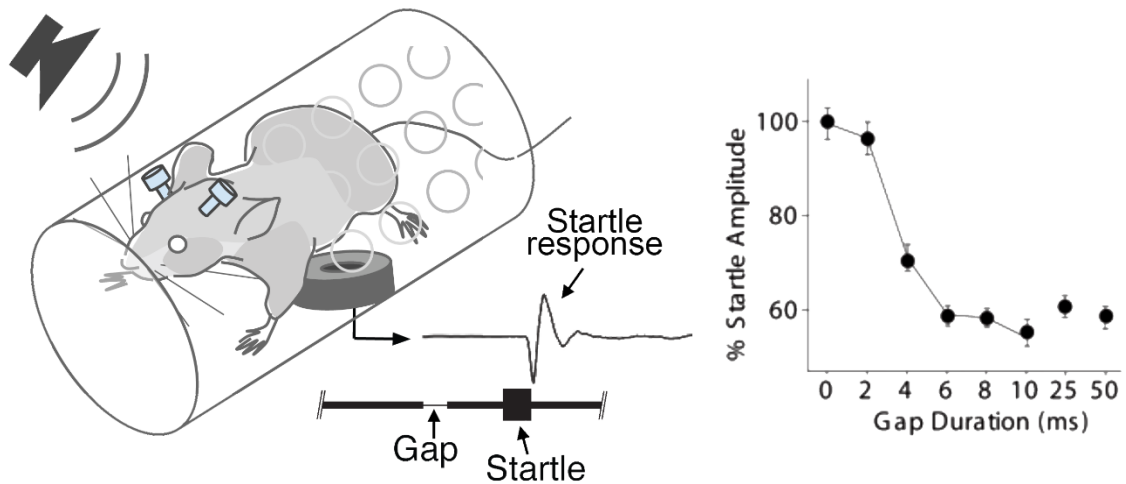 Startle
response
Gap
Startle
% Startle Amplitude
100
80
60
0 2 4 6 8 10 25 50
Gap Duration (ms)